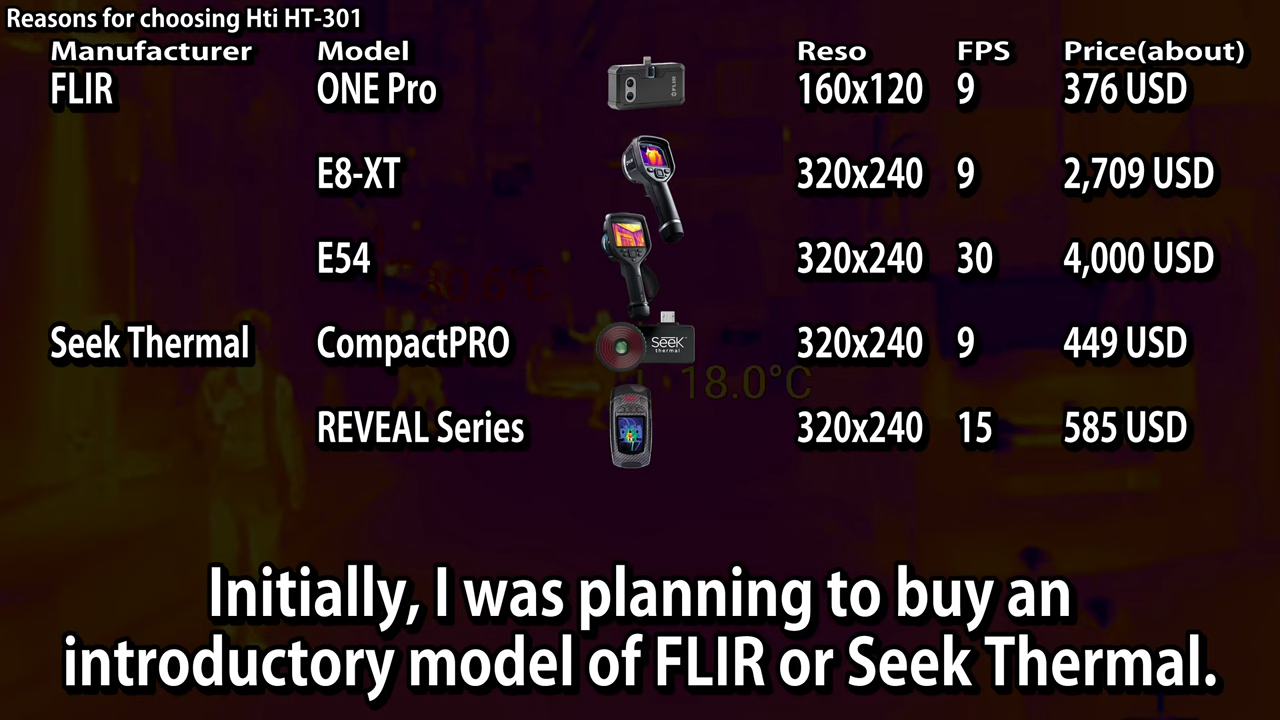 Reasons for choosing Hti HT-301
Manufacturer Model Reso FPS Price(about)
FLIR ONE Pro 160x120 9 376 USD
E8-XT 320x240 9 2,709 USD
E54 320x240 30 4,000 USD
Seek Thermal CompactPRO Seek thermal 320x240 9 449 USD
18.0°C
REVEAL Series 320x240 15 585 USD
Initially, I was planning to buy an
introductory model of FLIR or Seek Thermal.